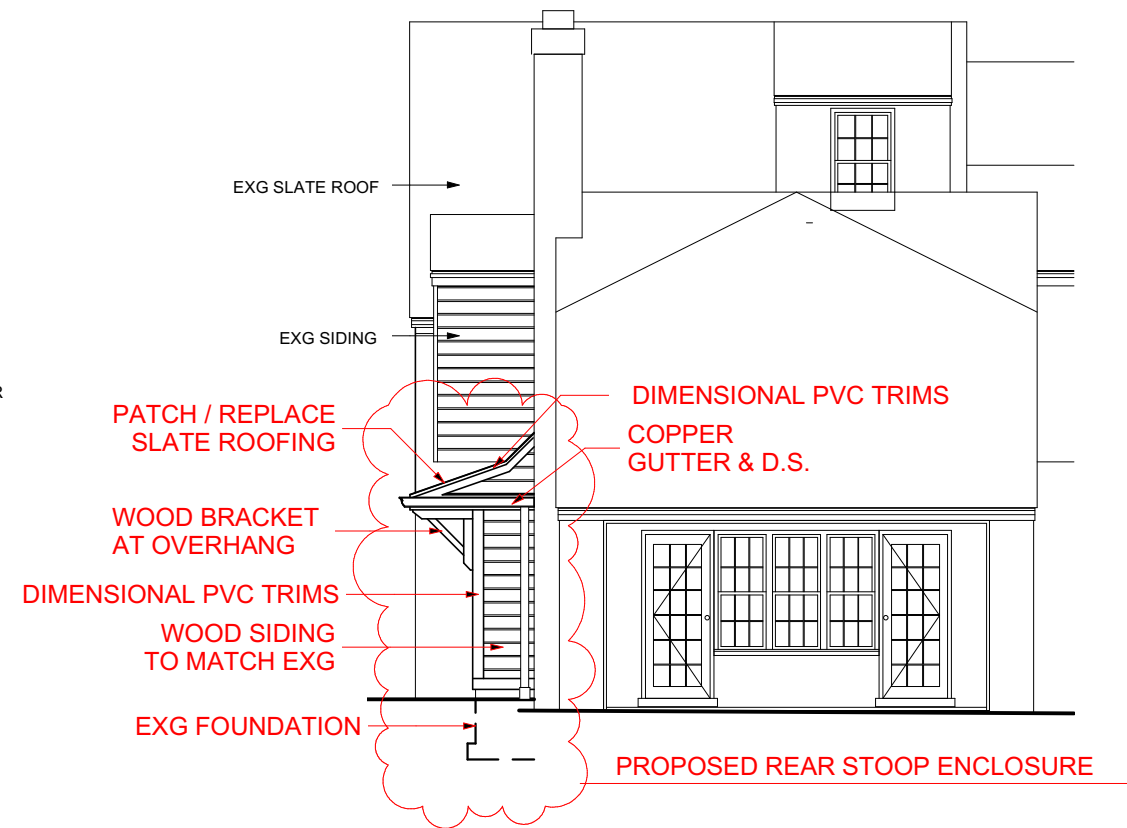 EXG SLATE ROOF
EXG SIDING
R
PATCH / REPLACE
SLATE ROOFING
DIMENSIONAL PVC TRIMS
COPPER
GUTTER & D.S.
WOOD BRACKET
AT OVERHANG
DIMENSIONAL PVC TRIMS
WOOD SIDING
TO MATCH EXG
EXG FOUNDATION
PROPOSED REAR STOOP ENCLOSURE